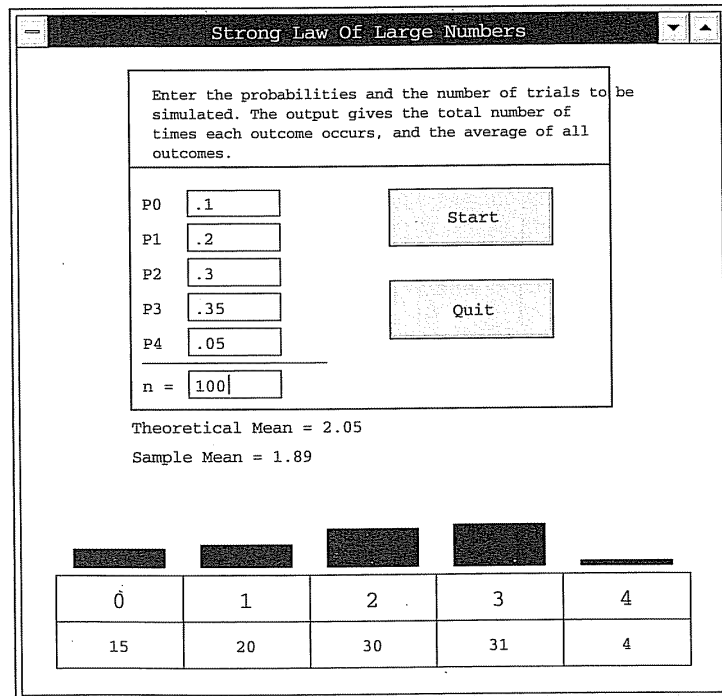 Strong Law Of Large Numbers
Enter the probabilities and the number of trials to be
simulated. The output gives the total number of
times each outcome occurs, and the average of all
outcomes.
P0 .1
Start
P1 .2
P2 .3
P3 .35
Quit
P4 .05
n = 100
Theoretical Mean = 2.05
Sample Mean = 1.89
0 1 2 3 4
15 20 30 31 4